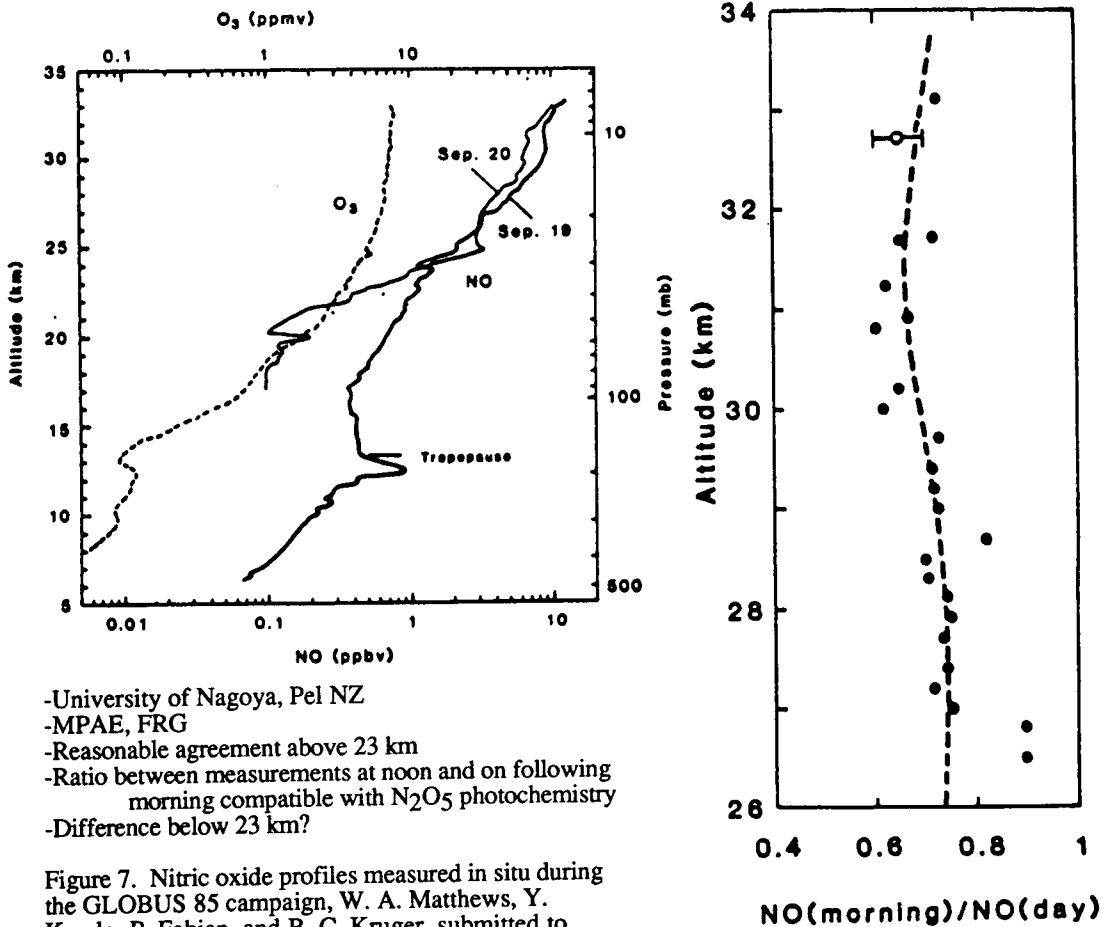 O3 (ppmv)
0.1 1 10
35
30
25
20
15
10
5
Altitude (km)
O3
Sep. 20
Sep. 19
NO
Tropopause
10
100
500
Pressure (mb)
0.01 0.1 1 10
NO (ppbv)
34
32
30
28
26
Altitude (km)
0.4 0.6 0.8 1
NO(morning)/NO(day)
-University of Nagoya, Pel NZ
-MPAE, FRG
-Reasonable agreement above 23 km
-Ratio between measurements at noon and on following
morning compatible with N2O5 photochemistry
-Difference below 23 km?
Figure 7. Nitric oxide profiles measured in situ during
the GLOBUS 85 campaign, W. A. Matthews, Y.
P. Fabian, and B. C. Kruger, submitted to